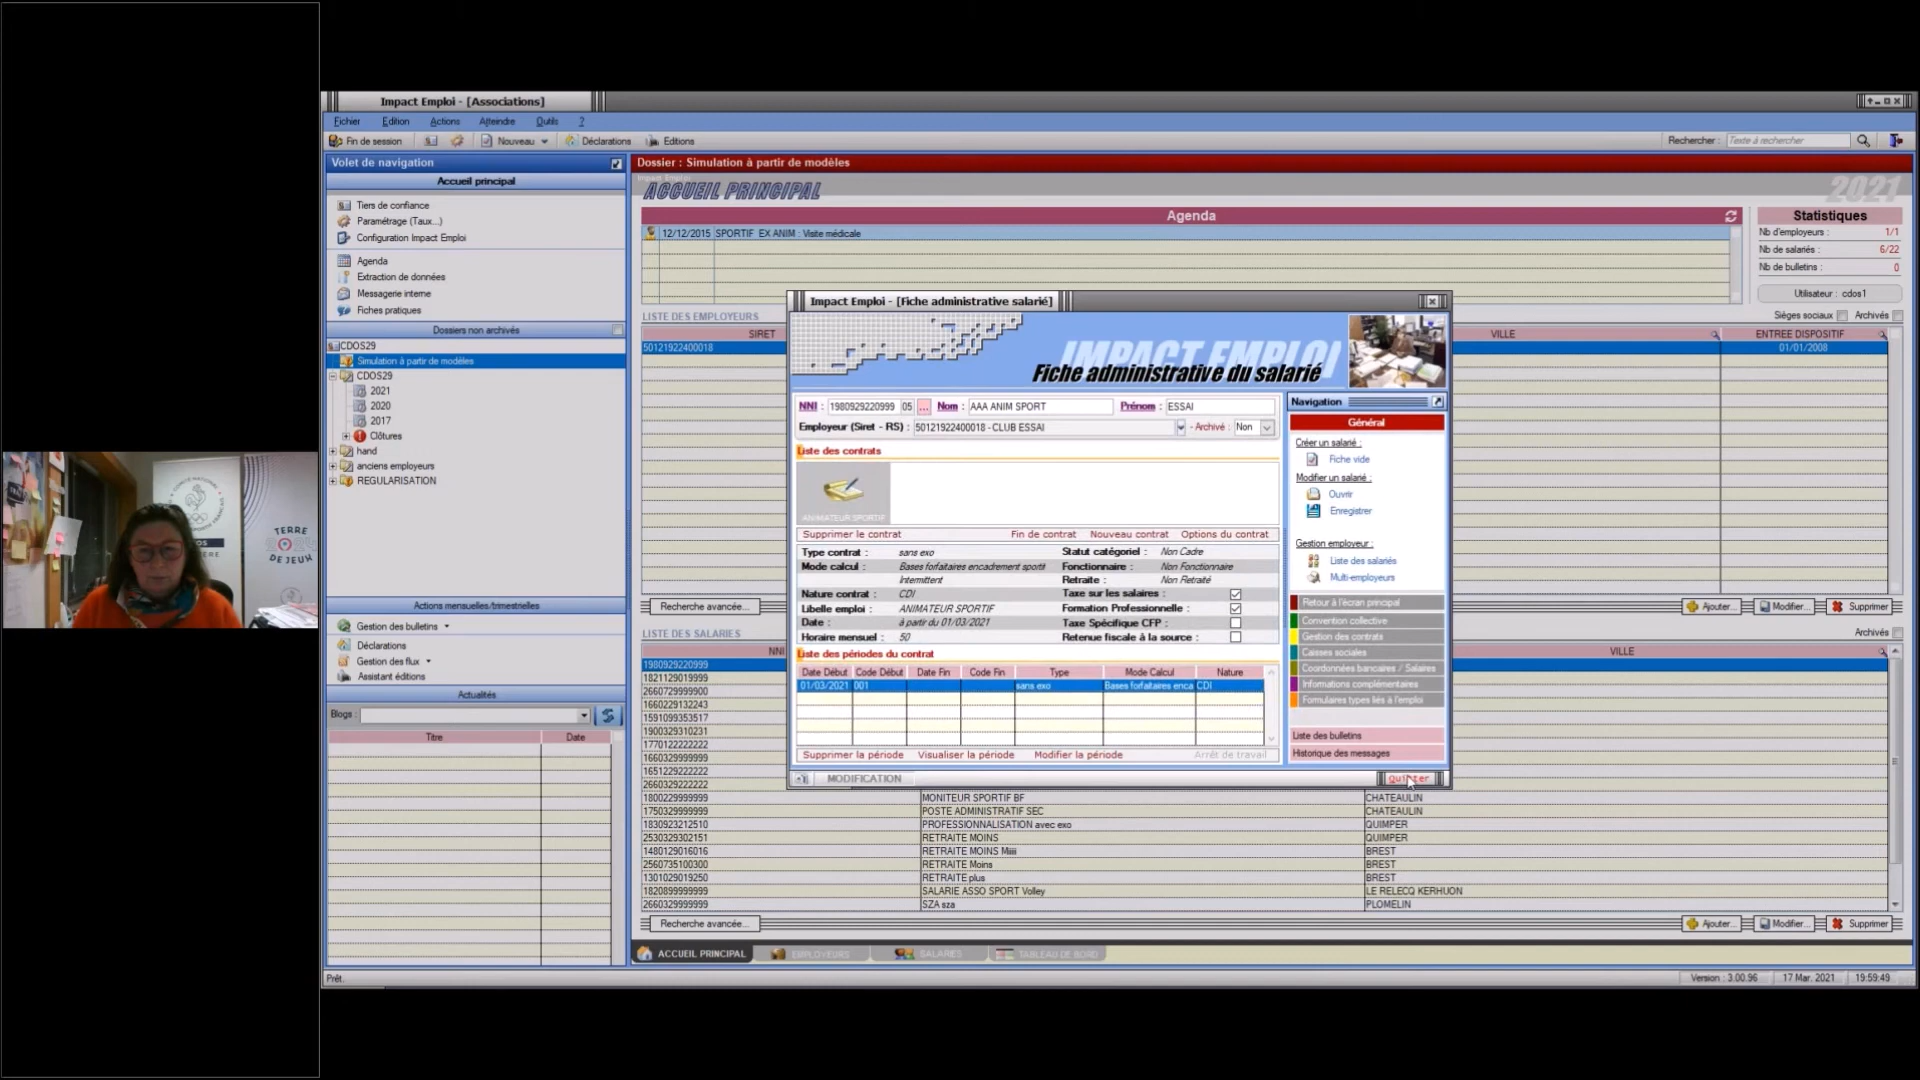 Impact Emploi - [Associations]
Fichier Edition Actions Atteindre Outils ?
Fin de session Nouveau Déclarations Editions Rechercher : Texte à rechercher
Volet de navigation
Accueil principal
Tiers de confiance
Paramétrage (Taux...)
Configuration Impact Emploi
Agenda
Extraction de données
Messagerie interne
Fiches pratiques
Dossiers non archivés
CDOS29
Simulation à partir de modèles
CDOS29
2021
2020
2017
Clôtures
hand
anciens employeurs
REGULARISATION
Actions mensuelles/trimestrielles
Gestion des bulletins
Déclarations
Gestion des flux
Assistant éditions
Actualités
Blogs :
Titre Date
Dossier : Simulation à partir de modèles
ACCUEIL PRINCIPAL 2021
Agenda
12/12/2015 SPORTIF EX ANIM : Visite médicale
Statistiques
Nb d'employeurs : 1/1
Nb de salariés : 6/22
Nb de bulletins : 0
Utilisateur : cdos1
LISTE DES EMPLOYEURS Sièges sociaux Archivés
SIRET VILLE ENTREE DISPOSITIF
50121922400018 01/01/2008
Recherche avancée... Ajouter... Modifier... Supprimer
LISTE DES SALARIES Archivés
NNI VILLE
1980929220999
1821129019999
2660729999900
1660229132243
1591099353517
1900329310231
1770122222222
1660329999999
1651229222222
2660329222222
1800229999999 MONITEUR SPORTIF BF CHATEAULIN
1750329999999 POSTE ADMINISTRATIF SEC CHATEAULIN
1830923212510 PROFESSIONNALISATION avec exo QUIMPER
2530329302151 RETRAITE MOINS QUIMPER
1480129016016 RETRAITE MOINS Miiii BREST
2560735100300 RETRAITE Moins BREST
1301029019250 RETRAITE plus BREST
1820899999999 SALARIE ASSO SPORT Volley LE RELECQ KERHUON
2660329999999 SZA sza PLOMELIN
Recherche avancée... Ajouter... Modifier... Supprimer
ACCUEIL PRINCIPAL EMPLOYEURS SALARIES TABLEAU DE BORD
Prêt. Version : 3.00.96 17 Mar. 2021 19:59:49
Impact Emploi - [Fiche administrative salarié]
IMPACT EMPLOI
Fiche administrative du salarié
NNI : 1980929220999 05 ... Nom : AAA ANIM SPORT Prénom : ESSAI
Employeur (Siret - RS) : 50121922400018 - CLUB ESSAI - Archivé : Non
Liste des contrats
ANIMATEUR SPORTIF
Supprimer le contrat Fin de contrat Nouveau contrat Options du contrat
Type contrat : sans exo Statut catégoriel : Non Cadre
Mode calcul : Bases forfaitaires encadrement sporti Fonctionnaire : Non Fonctionnaire
Intermittent Retraite : Non Retraité
Nature contrat : CDI Taxe sur les salaires :
Libelle emploi : ANIMATEUR SPORTIF Formation Professionnelle :
Date : à partir du 01/03/2021 Taxe Spécifique CFP :
Horaire mensuel : 50 Retenue fiscale à la source :
Liste des périodes du contrat
Date Début Code Début Date Fin Code Fin Type Mode Calcul Nature
01/03/2021 001 sans exo Bases forfaitaires enca CDI
Supprimer la période Visualiser la période Modifier la période Arrêt de travail
MODIFICATION Quitter
Navigation
Général
Créer un salarié :
Fiche vide
Modifier un salarié :
Ouvrir
Enregistrer
Gestion employeur :
Liste des salariés
Multi-employeurs
Retour à l'écran principal
Convention collective
Gestion des contrats
Caisses sociales
Coordonnées bancaires / Salaires
Informations complémentaires
Formulaires types liés à l'emploi
Liste des bulletins
Historique des messages
TERRE
2024
DE JEUX